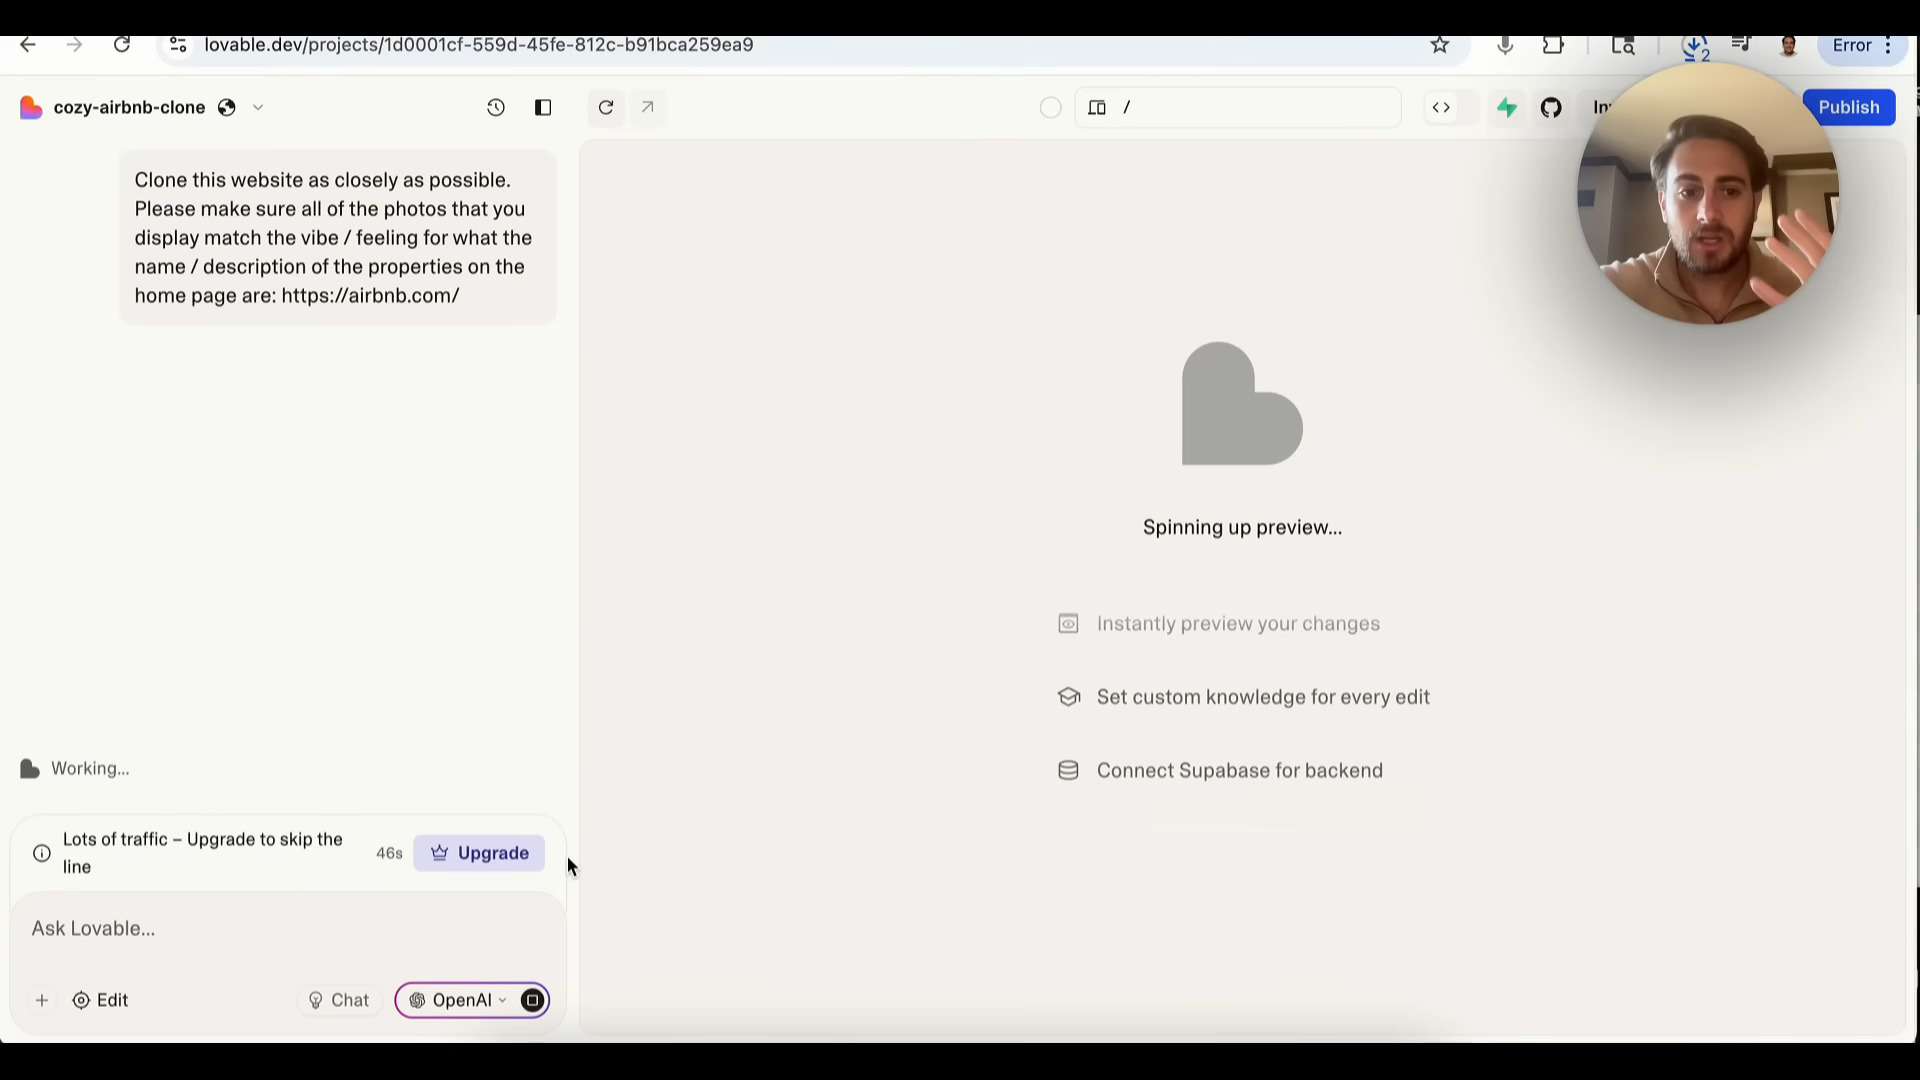 lovable.dev/projects/1d0001cf-559d-45fe-812c-b91bca259ea9
2
Error
cozy-airbnb-clone
/
Publish
Clone this website as closely as possible.
Please make sure all of the photos that you
display match the vibe / feeling for what the
name / description of the properties on the
home page are: https://airbnb.com/
Spinning up preview...
Instantly preview your changes
Set custom knowledge for every edit
Connect Supabase for backend
Working...
Lots of traffic – Upgrade to skip the
line
46s
Upgrade
Ask Lovable...
Edit
Chat
OpenAI